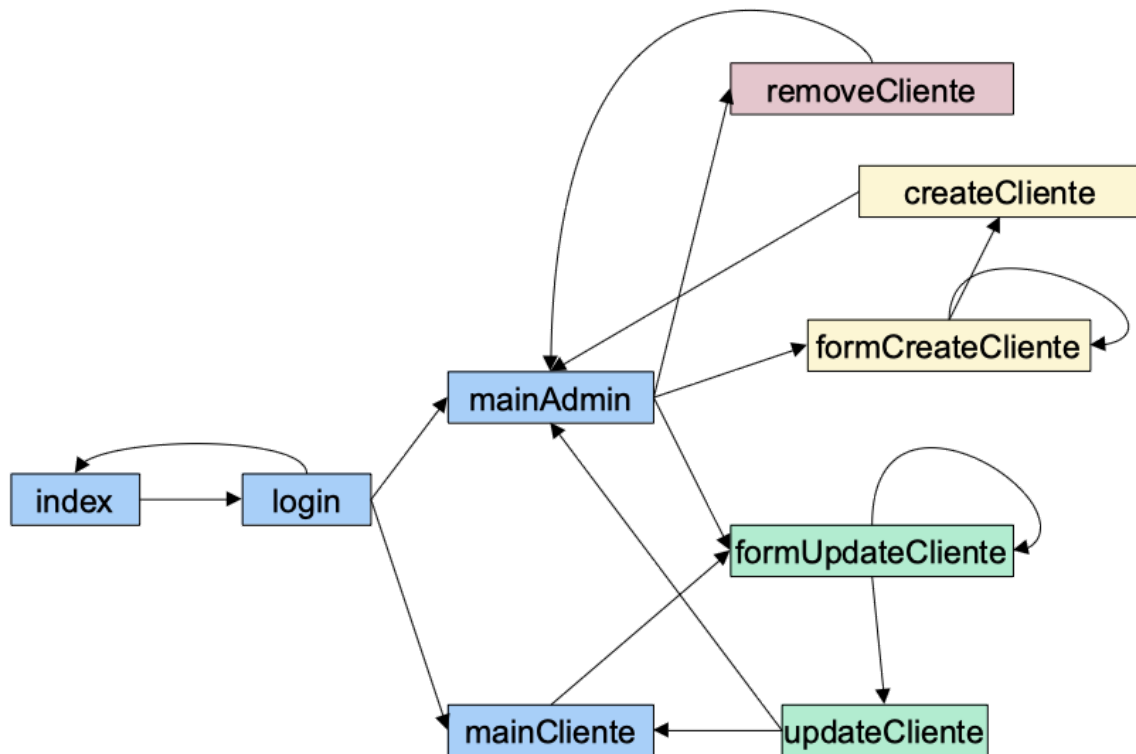 removeCliente
createCliente
formCreateCliente
mainAdmin
index
login
formUpdateCliente
mainCliente
updateCliente